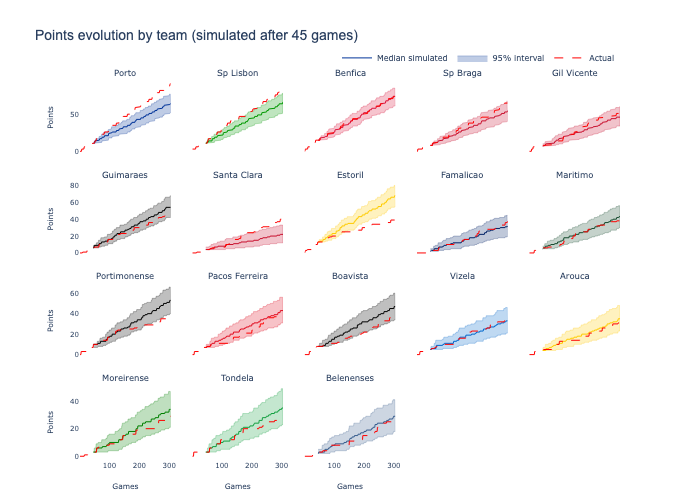 Points evolution by team (simulated after 45 games)
Median simulated 95% interval Actual
Porto Sp Lisbon Benfica Sp Braga Gil Vicente
Points
50
0
Guimaraes Santa Clara Estoril Famalicao Maritimo
Points
80
60
40
20
0
Portimonense Pacos Ferreira Boavista Vizela Arouca
Points
60
40
20
0
Moreirense Tondela Belenenses
Points
40
20
0
100 200 300 100 200 300 100 200 300
Games Games Games